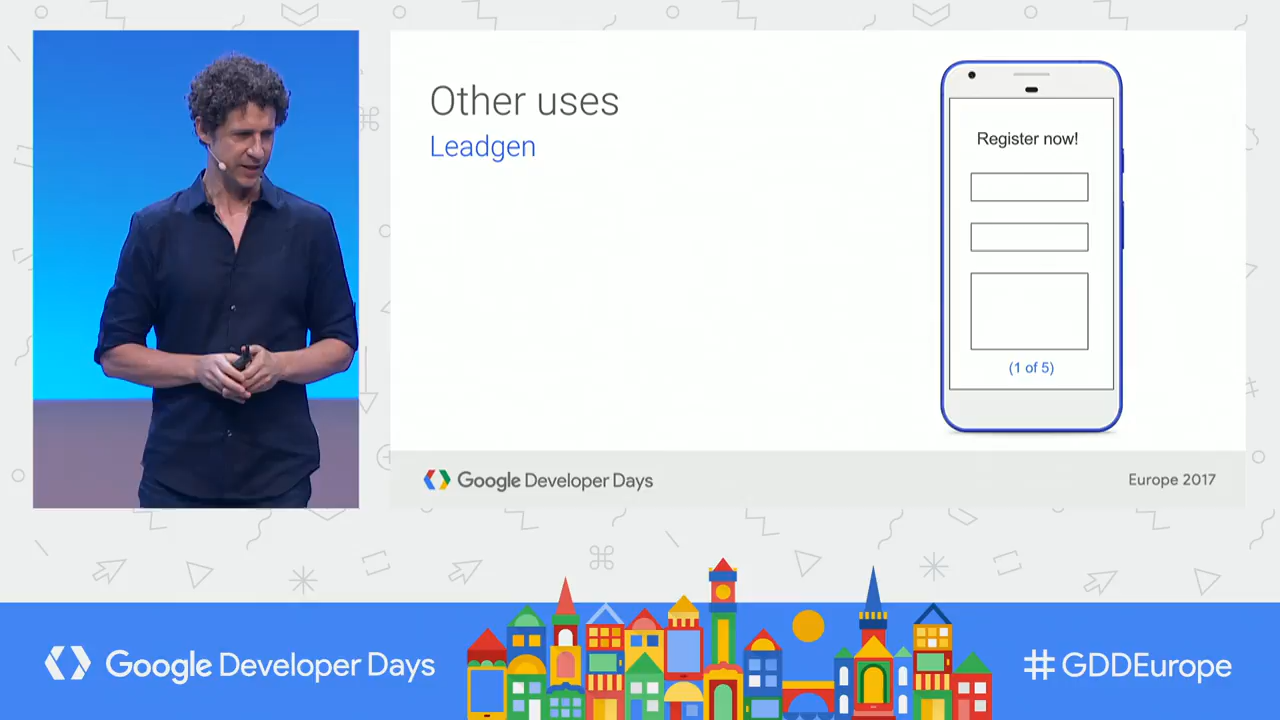 Other uses
Leadgen
Register now!
(1 of 5)
Google Developer Days
Europe 2017
Google Developer Days
#GDDEurope